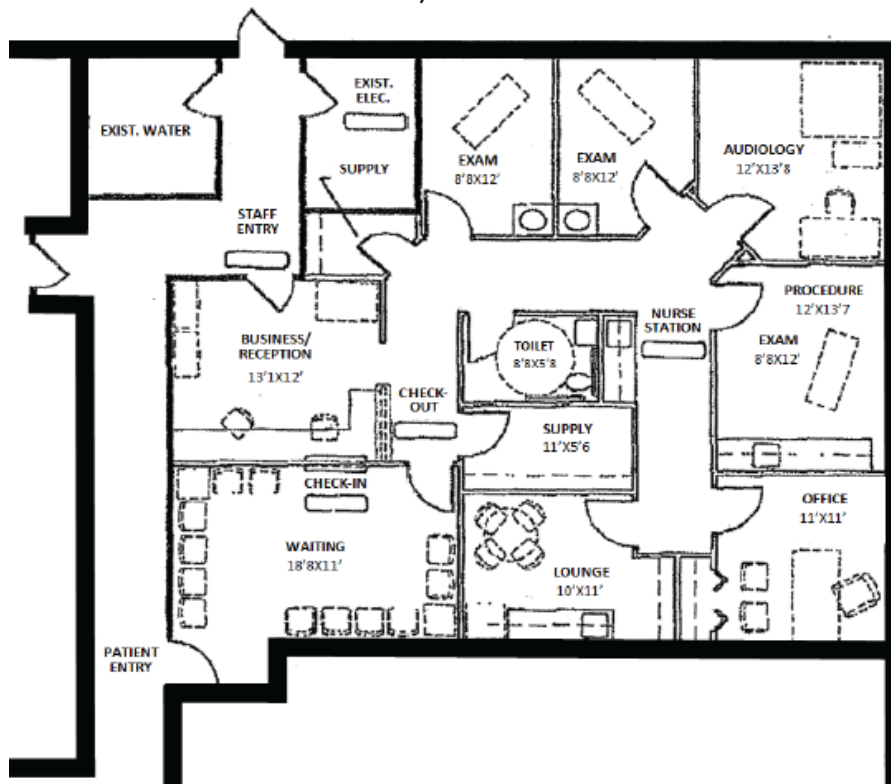 EXIST. WATER
EXIST.
ELEC.
SUPPLY
EXAM
8'8X12'
EXAM
8'8X12'
AUDIOLOGY
12'X13'8
STAFF
ENTRY
BUSINESS/
RECEPTION
13'1X12'
TOILET
8'8X5'8
NURSE
STATION
PROCEDURE
12'X13'7
EXAM
8'8X12'
CHECK-
OUT
SUPPLY
11'X5'6
CHECK-IN
WAITING
18'8X11'
LOUNGE
10'X11'
OFFICE
11'X11'
PATIENT
ENTRY